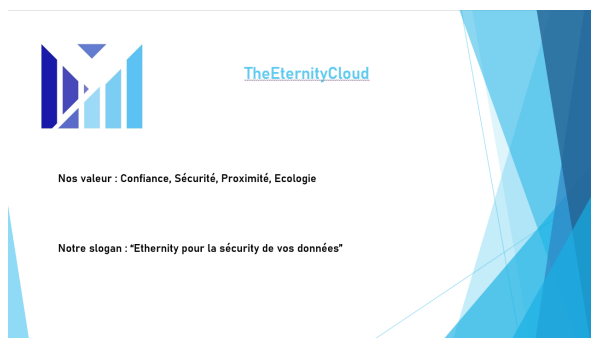 TheEternityCloud
Nos valeur : Confiance, Sécurité, Proximité, Ecologie
Notre slogan : “Ethernity pour la sécurity de vos données”